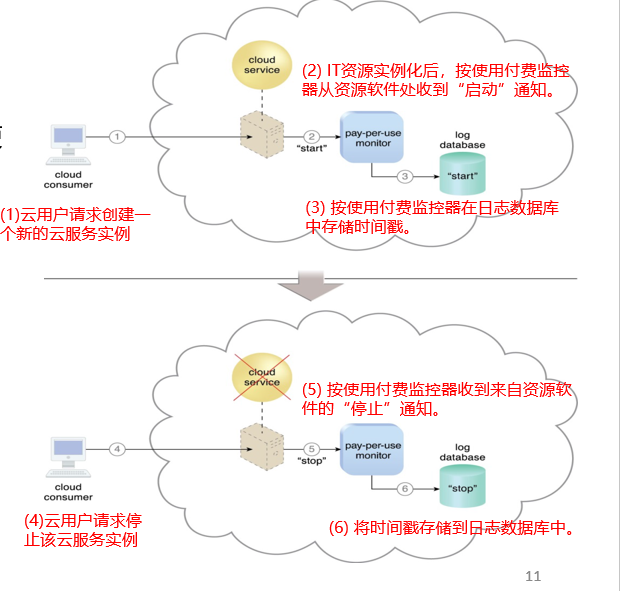 cloud
service
(2) IT资源实例化后，按使用付费监控
器从资源软件处收到“启动”通知。
1
2
“start”
pay-per-use
monitor
log
database
cloud
consumer
3
“start”
(1)云用户请求创建一
个新的云服务实例
(3) 按使用付费监控器在日志数据库
中存储时间戳。
cloud
service
(5) 按使用付费监控器收到来自资源软
件的“停止”通知。
4
5
“stop”
pay-per-use
monitor
log
database
cloud
consumer
6
“stop”
(4)云用户请求停
止该云服务实例
(6) 将时间戳存储到日志数据库中。
11